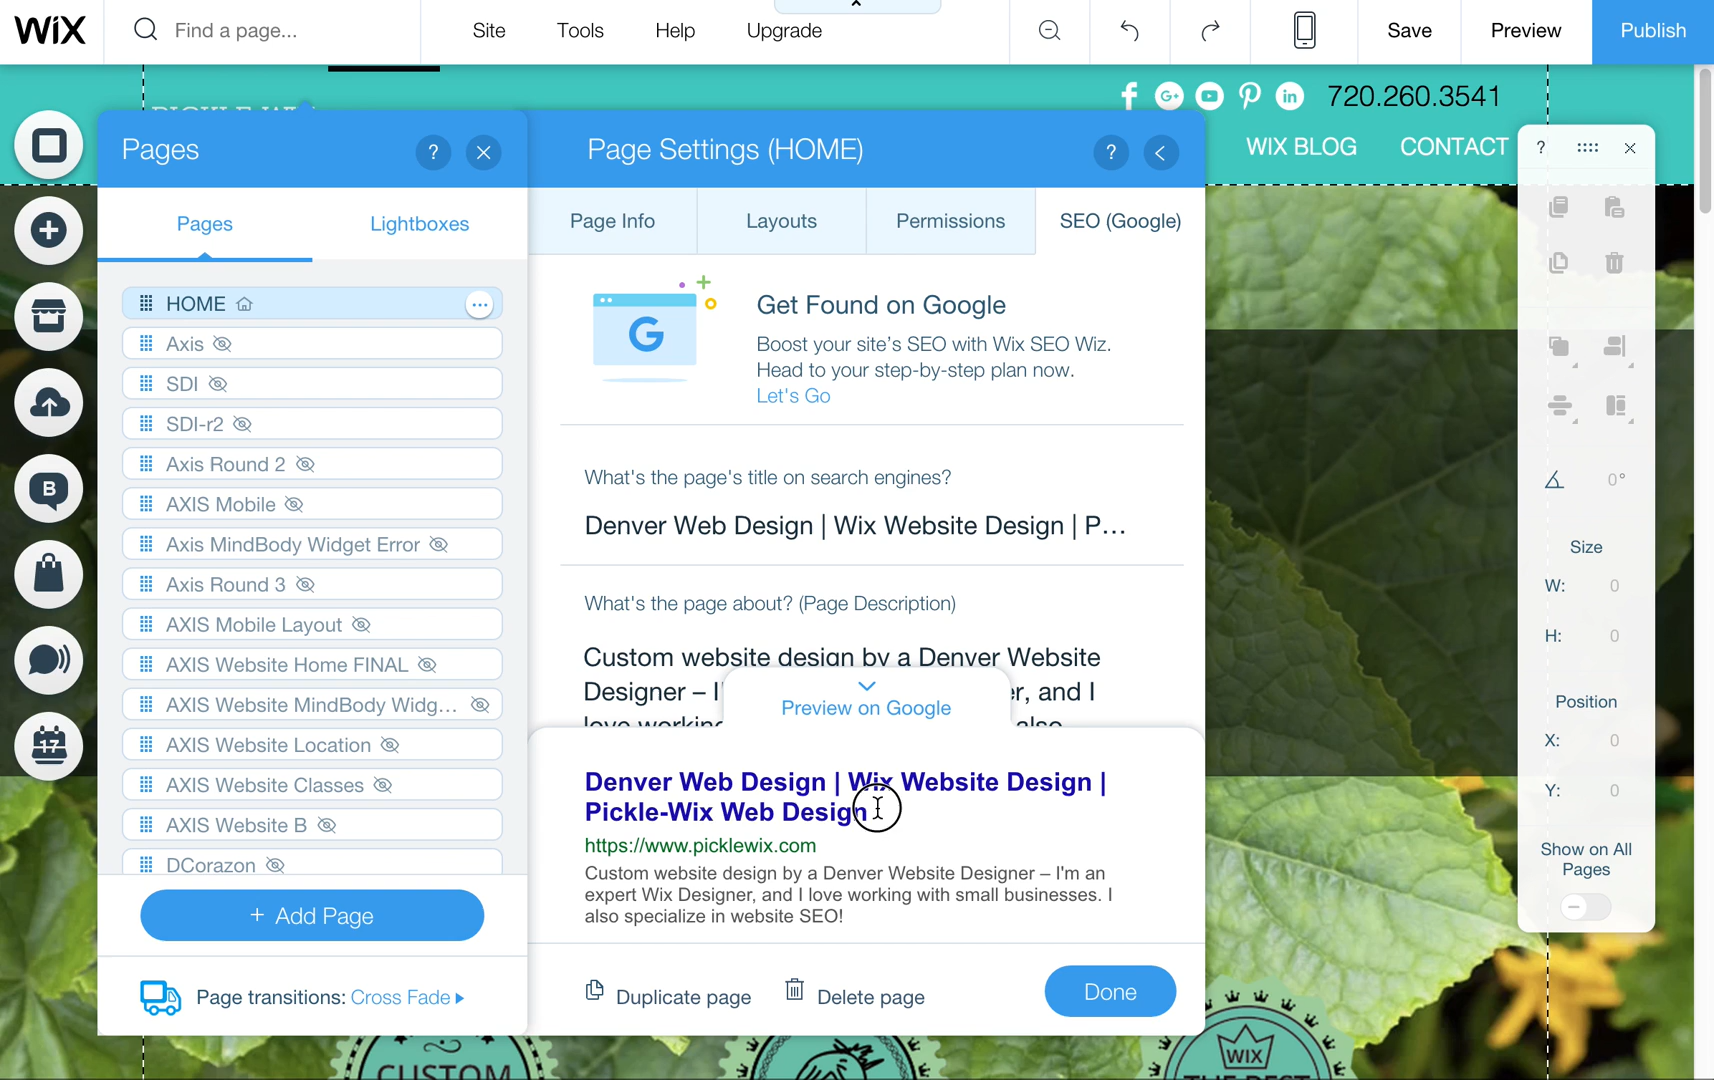 WiX
Find a page...
Site
Tools
Help
Upgrade
Save
Preview
Publish
G+
in
720.260.3541
WIX BLOG
CONTACT
Pages
?
Page Settings (HOME)
?
Pages
Lightboxes
Page Info
Layouts
Permissions
SEO (Google)
HOME
Axis
SDI
SDI-r2
Axis Round 2
AXIS Mobile
Axis MindBody Widget Error
Axis Round 3
AXIS Mobile Layout
AXIS Website Home FINAL
AXIS Website MindBody Widg...
AXIS Website Location
AXIS Website Classes
AXIS Website B
DCorazon
+ Add Page
Page transitions: Cross Fade
B
17
G
Get Found on Google
Boost your site's SEO with Wix SEO Wiz.
Head to your step-by-step plan now.
Let's Go
What's the page's title on search engines?
Denver Web Design | Wix Website Design | P...
What's the page about? (Page Description)
Custom website design by a Denver Website
Designer – I' r, and I
love working also
Preview on Google
Denver Web Design | Wix Website Design |
Pickle-Wix Web Design
https://www.picklewix.com
Custom website design by a Denver Website Designer – I'm an
expert Wix Designer, and I love working with small businesses. I
also specialize in website SEO!
Duplicate page
Delete page
Done
?
0°
Size
W: 0
H: 0
Position
X: 0
Y: 0
Show on All
Pages
CUSTOM
WIX
THE BEST